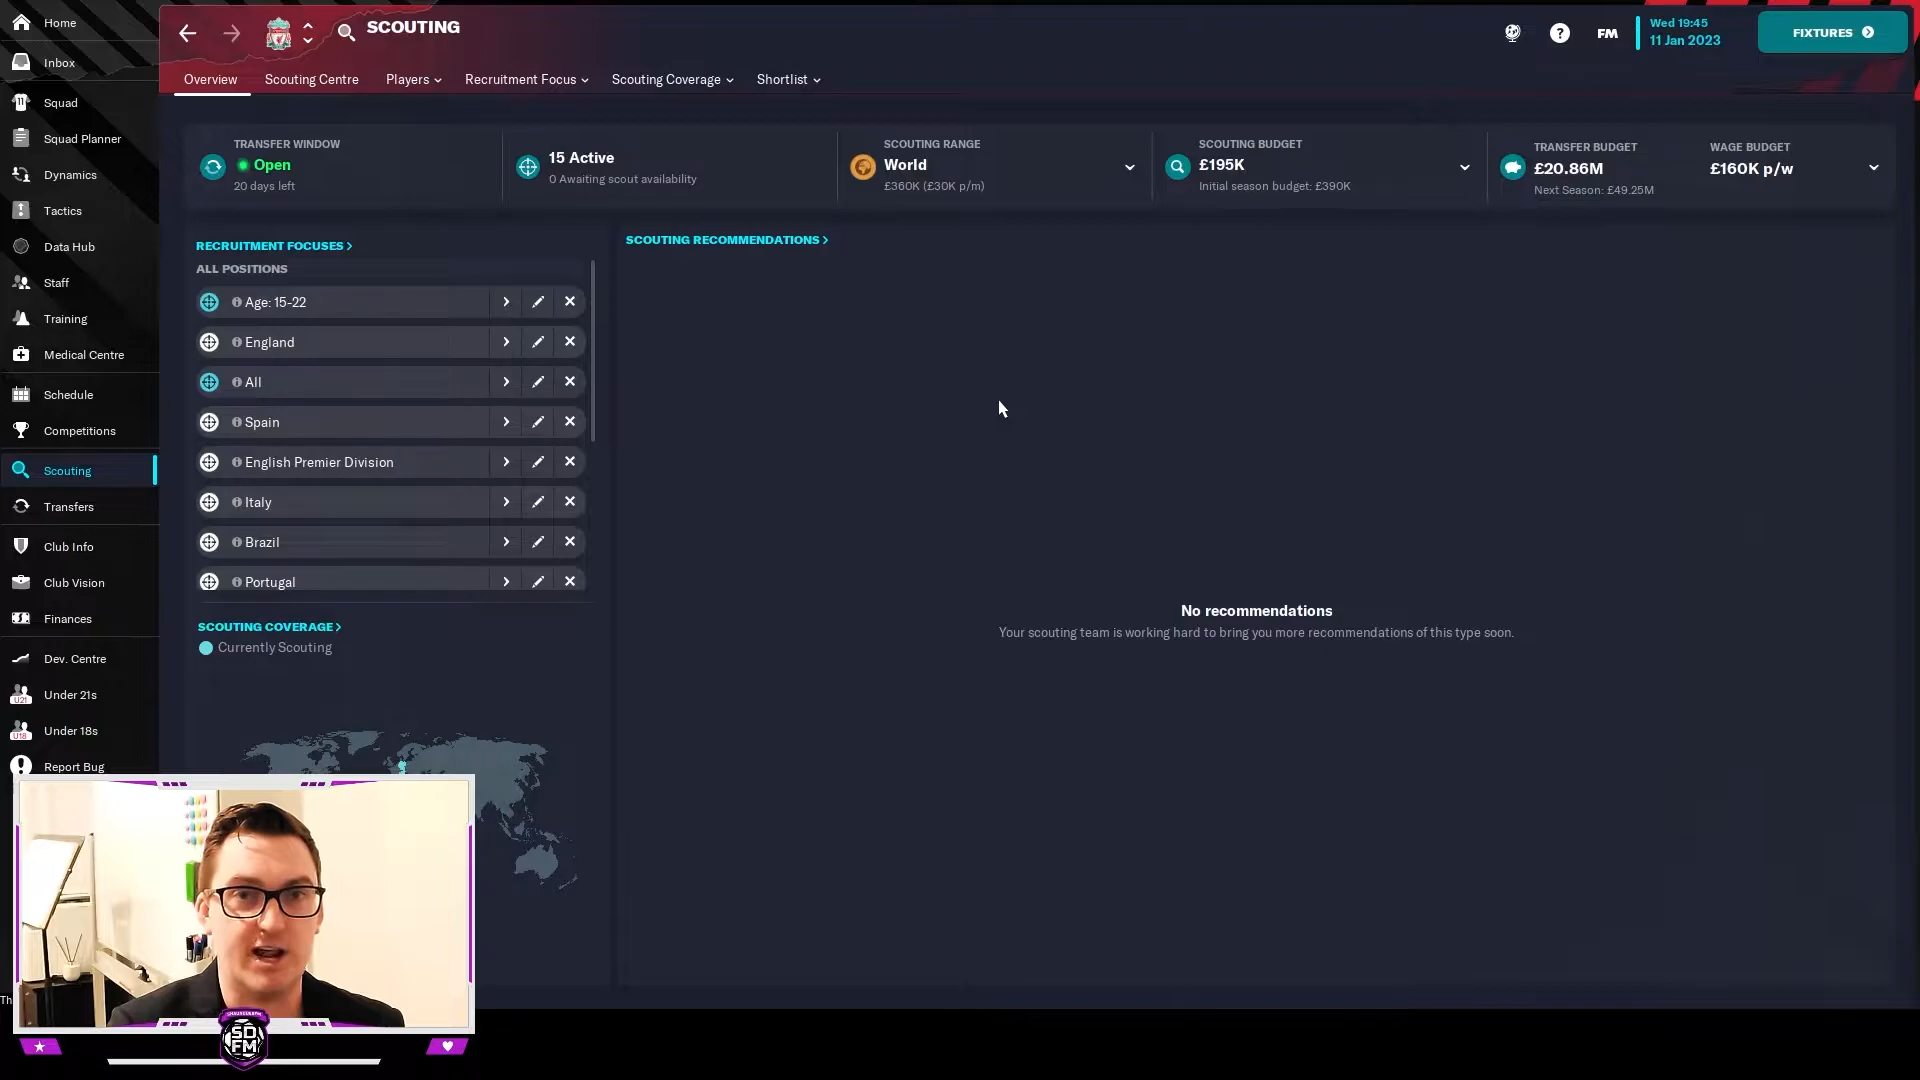 Home
Inbox
Squad
Squad Planner
Dynamics
Tactics
Data Hub
Staff
Training
Medical Centre
Schedule
Competitions
Scouting
Transfers
Club Info
Club Vision
Finances
Dev. Centre
Under 21s
U21
Under 18s
U18
Report Bug
Th
SCOUTING
FM
Wed 19:45
11 Jan 2023
FIXTURES
Overview
Scouting Centre
Players
Recruitment Focus
Scouting Coverage
Shortlist
TRANSFER WINDOW
Open
20 days left
15 Active
0 Awaiting scout availability
SCOUTING RANGE
World
£360K (£30K p/m)
SCOUTING BUDGET
£195K
Initial season budget: £390K
TRANSFER BUDGET
£20.86M
Next Season: £49.25M
WAGE BUDGET
£160K p/w
RECRUITMENT FOCUSES
ALL POSITIONS
Age: 15-22
England
All
Spain
English Premier Division
Italy
Brazil
Portugal
SCOUTING COVERAGE
Currently Scouting
SCOUTING RECOMMENDATIONS
No recommendations
Your scouting team is working hard to bring you more recommendations of this type soon.
SD
FM